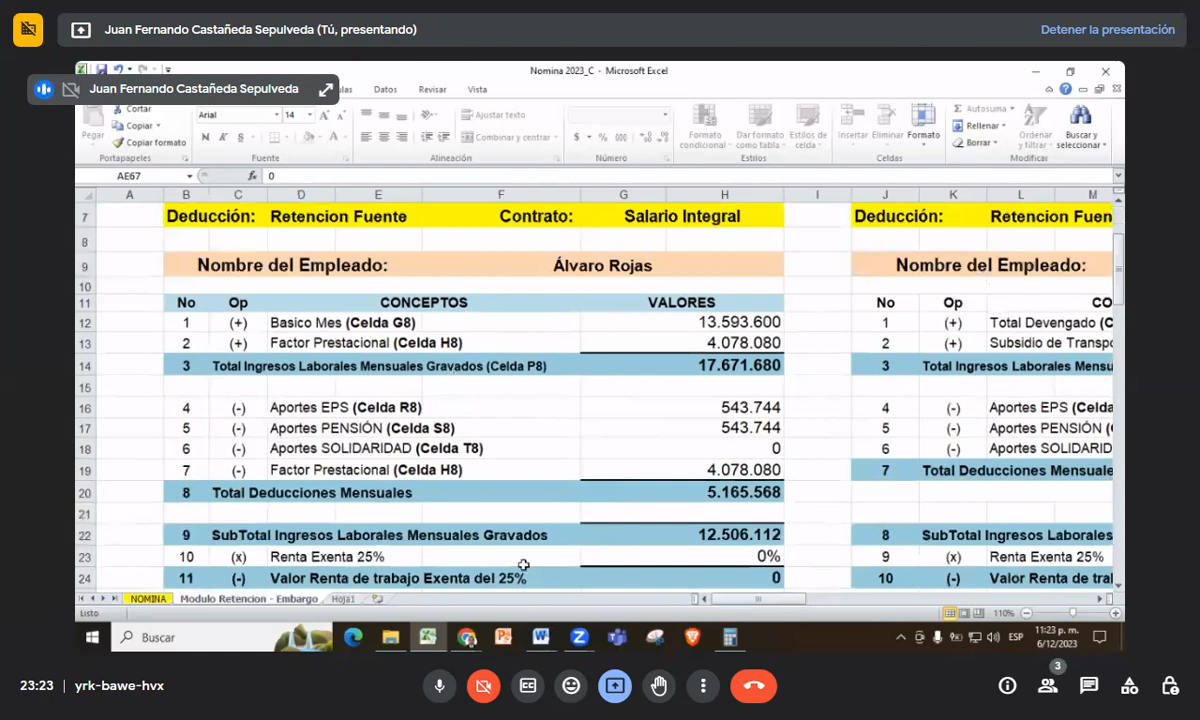 Juan Fernando Castañeda Sepulveda (Tú, presentando)
Detener la presentación
Nomina 2023_C - Microsoft Excel
Juan Fernando Castañeda Sepulveda
Datos Revisar Vista
Cortar
Copiar
Copiar formato
Pegar
Portapapeles
Arial 14
N K S
Fuente
Ajustar texto
Combinar y centrar
Alineación
$ % 000
Número
Formato condicional
Dar formato como tabla
Estilos de celda
Estilos
Insertar Eliminar Formato
Celdas
Autosuma
Rellenar
Borrar
Ordenar y filtrar
Buscar y seleccionar
Modificar
AE67 fx 0
A B C D E F G H I J K L M
7 Deducción: Retencion Fuente Contrato: Salario Integral Deducción: Retencion Fuen
8
9 Nombre del Empleado: Álvaro Rojas Nombre del Empleado:
10
11 No Op CONCEPTOS VALORES No Op CO
12 1 (+) Basico Mes (Celda G8) 13.593.600 1 (+) Total Devengado (C
13 2 (+) Factor Prestacional (Celda H8) 4.078.080 2 (+) Subsidio de Transpo
14 3 Total Ingresos Laborales Mensuales Gravados (Celda P8) 17.671.680 3 Total Ingresos Laborales Mensu
15
16 4 (-) Aportes EPS (Celda R8) 543.744 4 (-) Aportes EPS (Celda
17 5 (-) Aportes PENSIÓN (Celda S8) 543.744 5 (-) Aportes PENSIÓN (
18 6 (-) Aportes SOLIDARIDAD (Celda T8) 0 6 (-) Aportes SOLIDARID
19 7 (-) Factor Prestacional (Celda H8) 4.078.080 7 Total Deducciones Mensuale
20 8 Total Deducciones Mensuales 5.165.568
21
22 9 SubTotal Ingresos Laborales Mensuales Gravados 12.506.112 8 SubTotal Ingresos Laborales
23 10 (x) Renta Exenta 25% 0% 9 (x) Renta Exenta 25%
24 11 (-) Valor Renta de trabajo Exenta del 25% 0 10 (-) Valor Renta de tral
NOMINA Modulo Retencion - Embargo Hoja1
Listo
110%
Buscar
ESP
11:23 p. m.
6/12/2023
23:23 | yrk-bawe-hvx
3